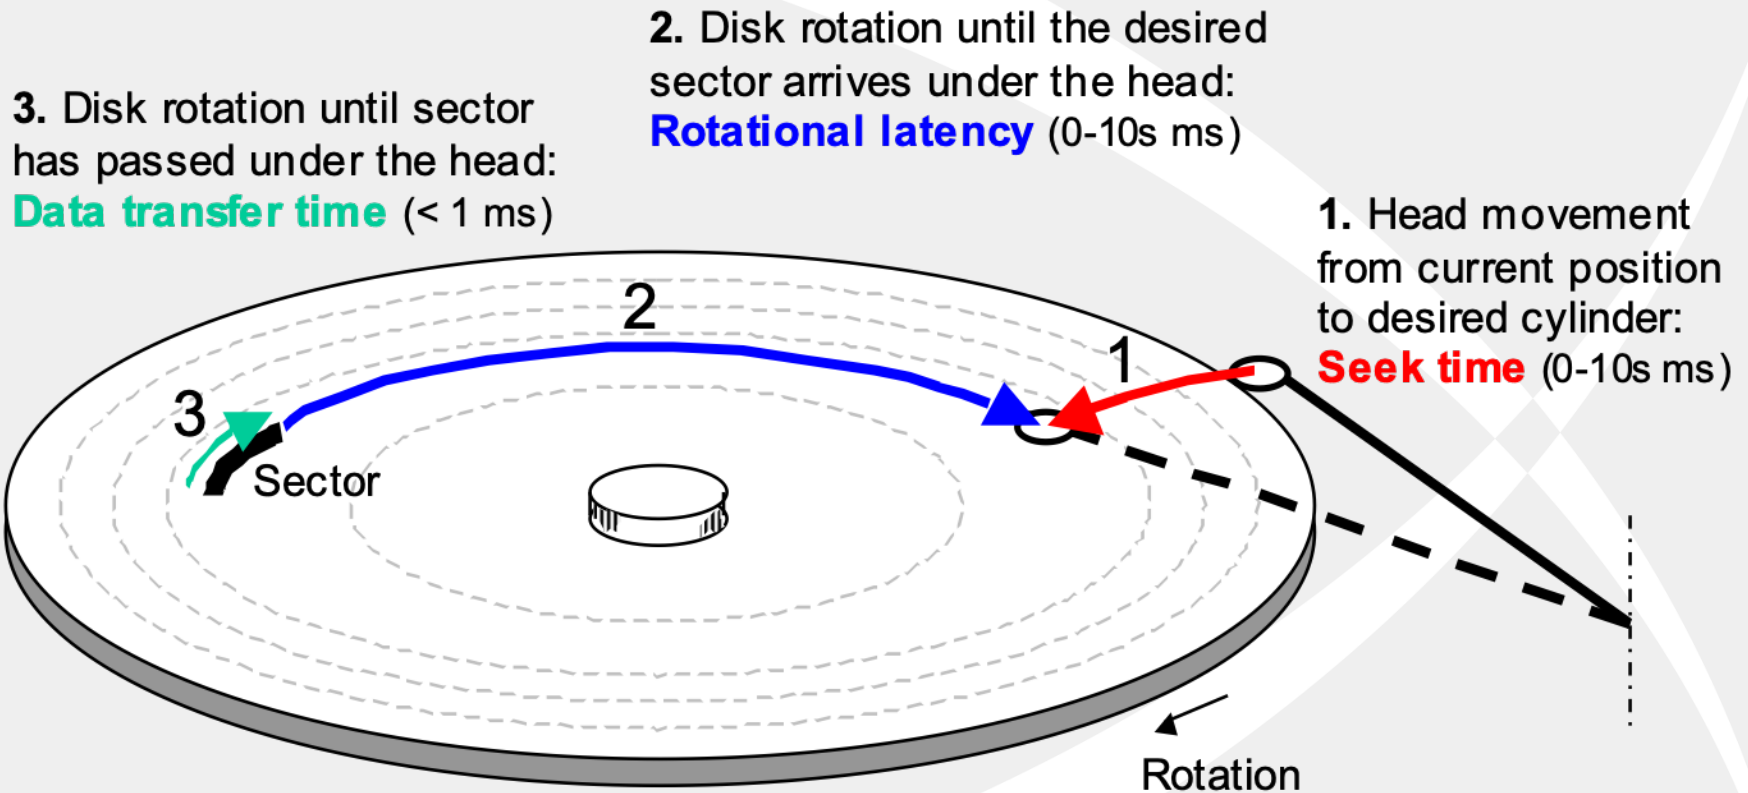 2. Disk rotation until the desired
sector arrives under the head:
Rotational latency (0-10s ms)
3. Disk rotation until sector
has passed under the head:
Data transfer time (< 1 ms)
1. Head movement
from current position
to desired cylinder:
Seek time (0-10s ms)
2
1
3
Sector
Rotation